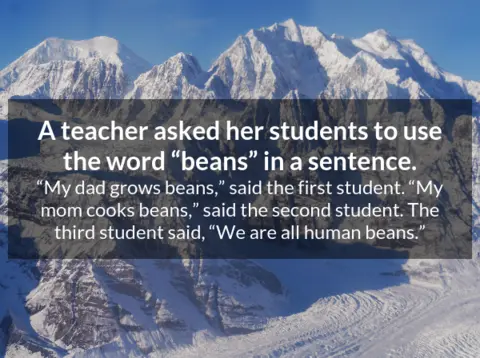 A teacher asked her students to use
the word “beans” in a sentence.
“My dad grows beans,” said the first student. “My
mom cooks beans,” said the second student. The
third student said, “We are all human beans.”